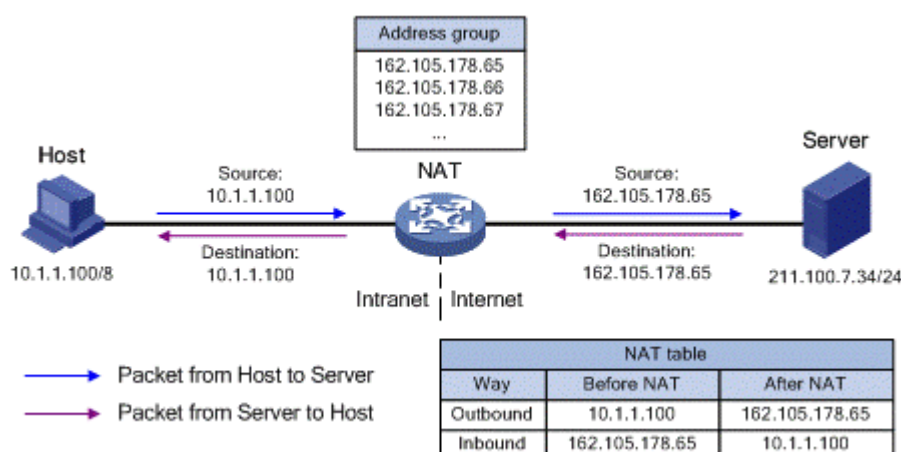 Address group
162.105.178.65
162.105.178.66
162.105.178.67
...
Host
NAT
Server
Source:
10.1.1.100
Source:
162.105.178.65
Destination:
10.1.1.100
Destination:
162.105.178.65
10.1.1.100/8
211.100.7.34/24
Intranet
Internet
Packet from Host to Server
Packet from Server to Host
NAT table
Way Before NAT After NAT
Outbound 10.1.1.100 162.105.178.65
Inbound 162.105.178.65 10.1.1.100